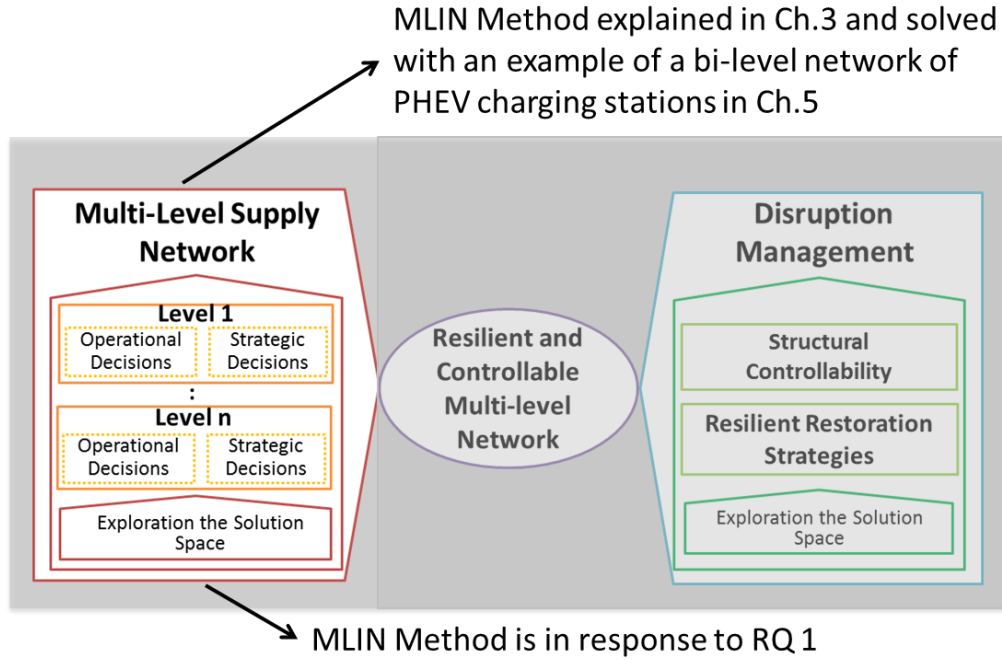 MLIN Method explained in Ch.3 and solved
with an example of a bi-level network of
PHEV charging stations in Ch.5
Multi-Level Supply
Network
Level 1
Operational
Decisions
Strategic
Decisions
:
Level n
Operational
Decisions
Strategic
Decisions
Exploration the Solution
Space
Resilient and
Controllable
Multi-level
Network
Disruption
Management
Structural
Controllability
Resilient Restoration
Strategies
Exploration the Solution
Space
MLIN Method is in response to RQ 1